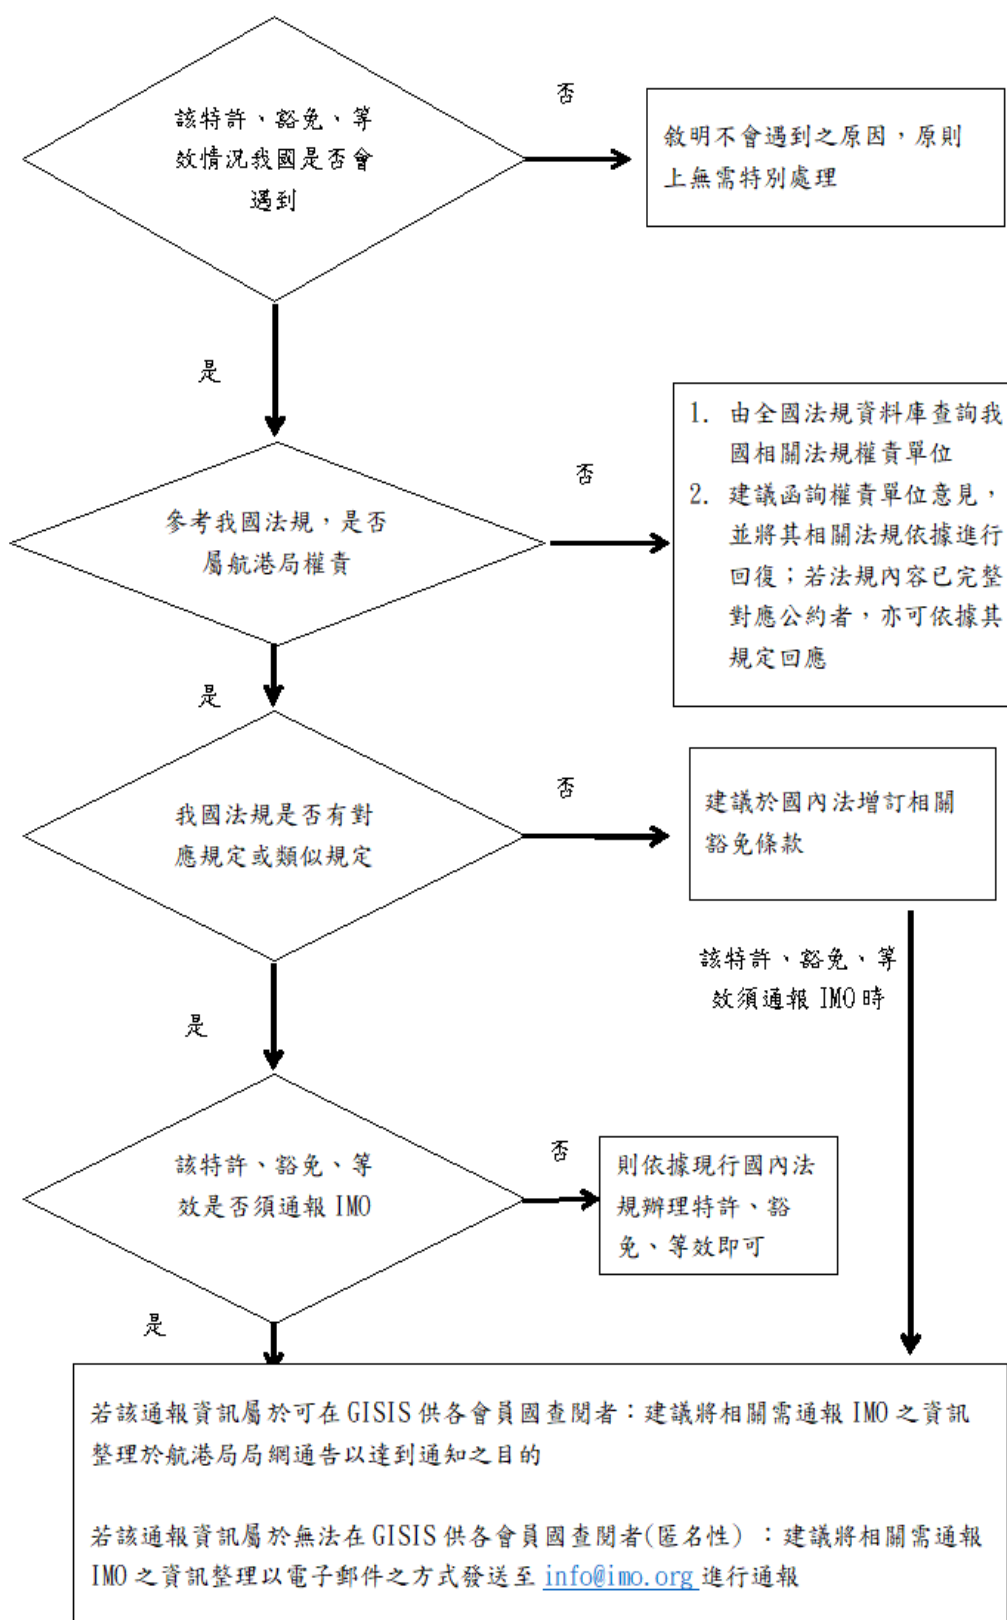 該特許、豁免、等
效情況我國是否會
遇到
否
敘明不會遇到之原因，原則
上無需特別處理
是
參考我國法規，是否
屬航港局權責
否
1. 由全國法規資料庫查詢我
國相關法規權責單位
2. 建議函詢權責單位意見，
並將其相關法規依據進行
回復；若法規內容已完整
對應公約者，亦可依據其
規定回應
是
我國法規是否有對
應規定或類似規定
否
建議於國內法增訂相關
豁免條款
該特許、豁免、等
效須通報 IMO 時
是
該特許、豁免、等
效是否須通報 IMO
否
則依據現行國內法
規辦理特許、豁
免、等效即可
是
若該通報資訊屬於可在 GISIS 供各會員國查閱者：建議將相關需通報 IMO 之資訊
整理於航港局局網通告以達到通知之目的
若該通報資訊屬於無法在 GISIS 供各會員國查閱者(匿名性) ：建議將相關需通報
IMO 之資訊整理以電子郵件之方式發送至 info@imo.org 進行通報